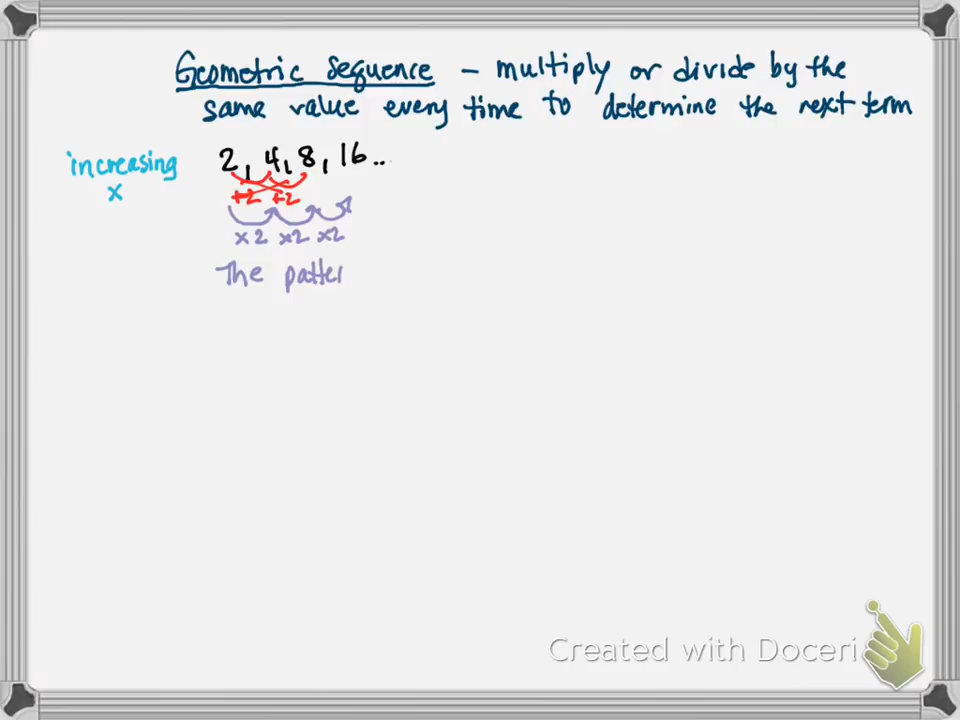 Geometric Sequence - multiply or divide by the
same value every time to determine the next term
increasing 2, 4, 8, 16...
x
+2 +2
x2 x2 x2
The patter
Created with Doceri